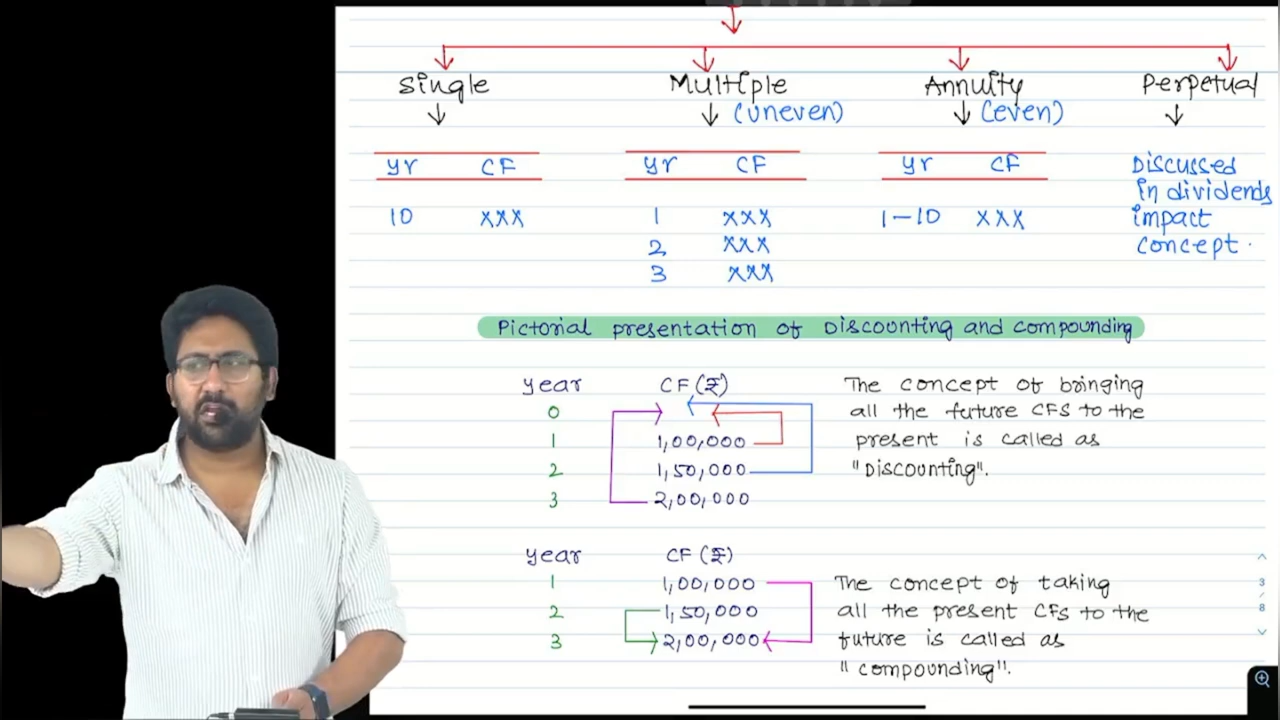 Single Multiple Annuity Perpetual
(uneven) (even)
yr CF yr CF yr CF Discussed
in dividends
10 xxx 1 xxx 1-10 xxx impact
2 xxx concept.
3 xxx
Pictorial presentation of Discounting and compounding
year CF (₹) The concept of bringing
0 all the future CFS to the
1 1,00,000 present is called as
2 1,50,000 "Discounting".
3 2,00,000
year CF (₹)
1 1,00,000 The concept of taking
2 1,50,000 all the present CFs to the
3 2,00,000 future is called as
"compounding".
3
/
8